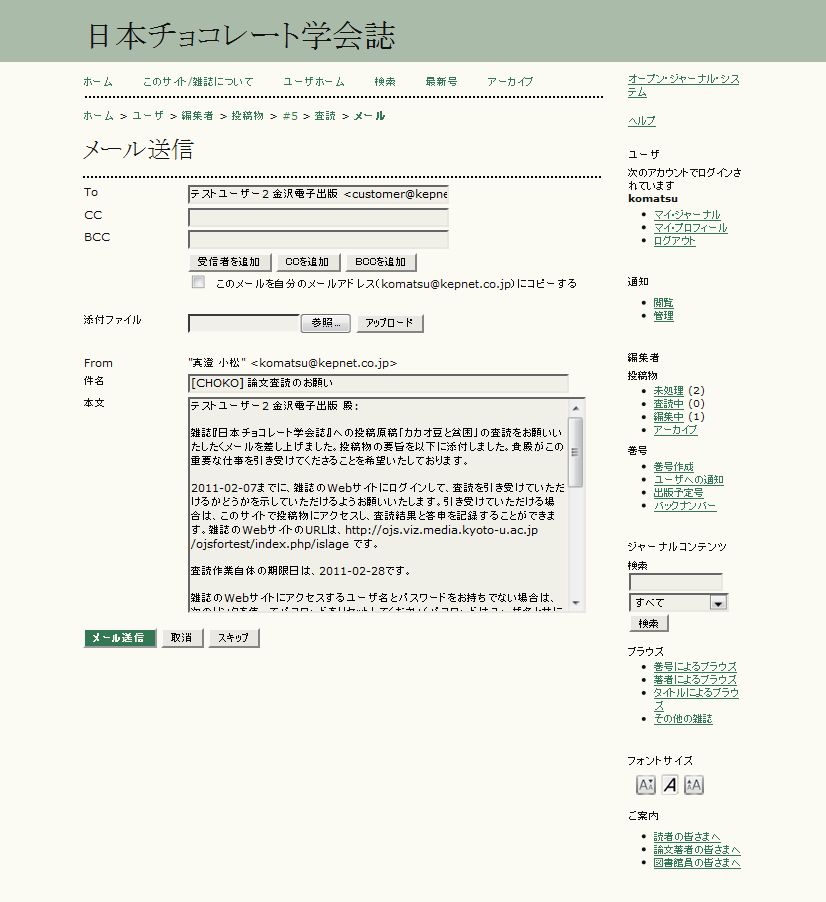 日本チョコレート学会誌
ホーム このサイト/雑誌について ユーザホーム 検索 最新号 アーカイブ
ホーム > ユーザ > 編集者 > 投稿物 > #5 > 査読 > メール
メール送信
To テストユーザー2 金沢電子出版 <customer@kepne
CC
BCC
受信者を追加 CCを追加 BCCを追加
このメールを自分のメールアドレス(komatsu@kepnet.co.jp)にコピーする
添付ファイル 参照... アップロード
From "真澄 小松" <komatsu@kepnet.co.jp>
件名 [CHOKO] 論文査読のお願い
本文 テストユーザー2 金沢電子出版 殿:
雑誌『日本チョコレート学会誌』への投稿原稿「カカオ豆と貧困」の査読をお願いい
たしたくメールを差し上げました。投稿物の要旨を以下に添付しました。貴殿がこの
重要な仕事を引き受けてくださることを希望いたしております。
2011-02-07までに、雑誌のWebサイトにログインして、査読を引き受けていただ
けるかどうかを示していただけるようお願いいたします。引き受けていただける場
合は、このサイトで投稿物にアクセスし、査読結果と答申を記録することができま
す。雑誌のWebサイトのURLは、http://ojs.viz.media.kyoto-u.ac.jp
/ojsfortest/index.php/islage です。
査読作業自体の期限日は、2011-02-28です。
雑誌のWebサイトにアクセスするユーザ名とパスワードをお持ちでない場合は、
メール送信 取消 スキップ
オープン・ジャーナル・シス
テム
ヘルプ
ユーザ
次のアカウントでログインさ
れています
komatsu
マイ・ジャーナル
マイ・プロフィール
ログアウト
通知
閲覧
管理
編集者
投稿物
未処理 (2)
査読中 (0)
編集中 (1)
アーカイブ
巻号
巻号作成
ユーザへの通知
出版予定号
バックナンバー
ジャーナルコンテンツ
検索
すべて
検索
ブラウズ
巻号によるブラウズ
著者によるブラウズ
タイトルによるブラウ
ズ
その他の雑誌
フォントサイズ
A A A
ご案内
読者の皆さまへ
論文著者の皆さまへ
図書館員の皆さまへ